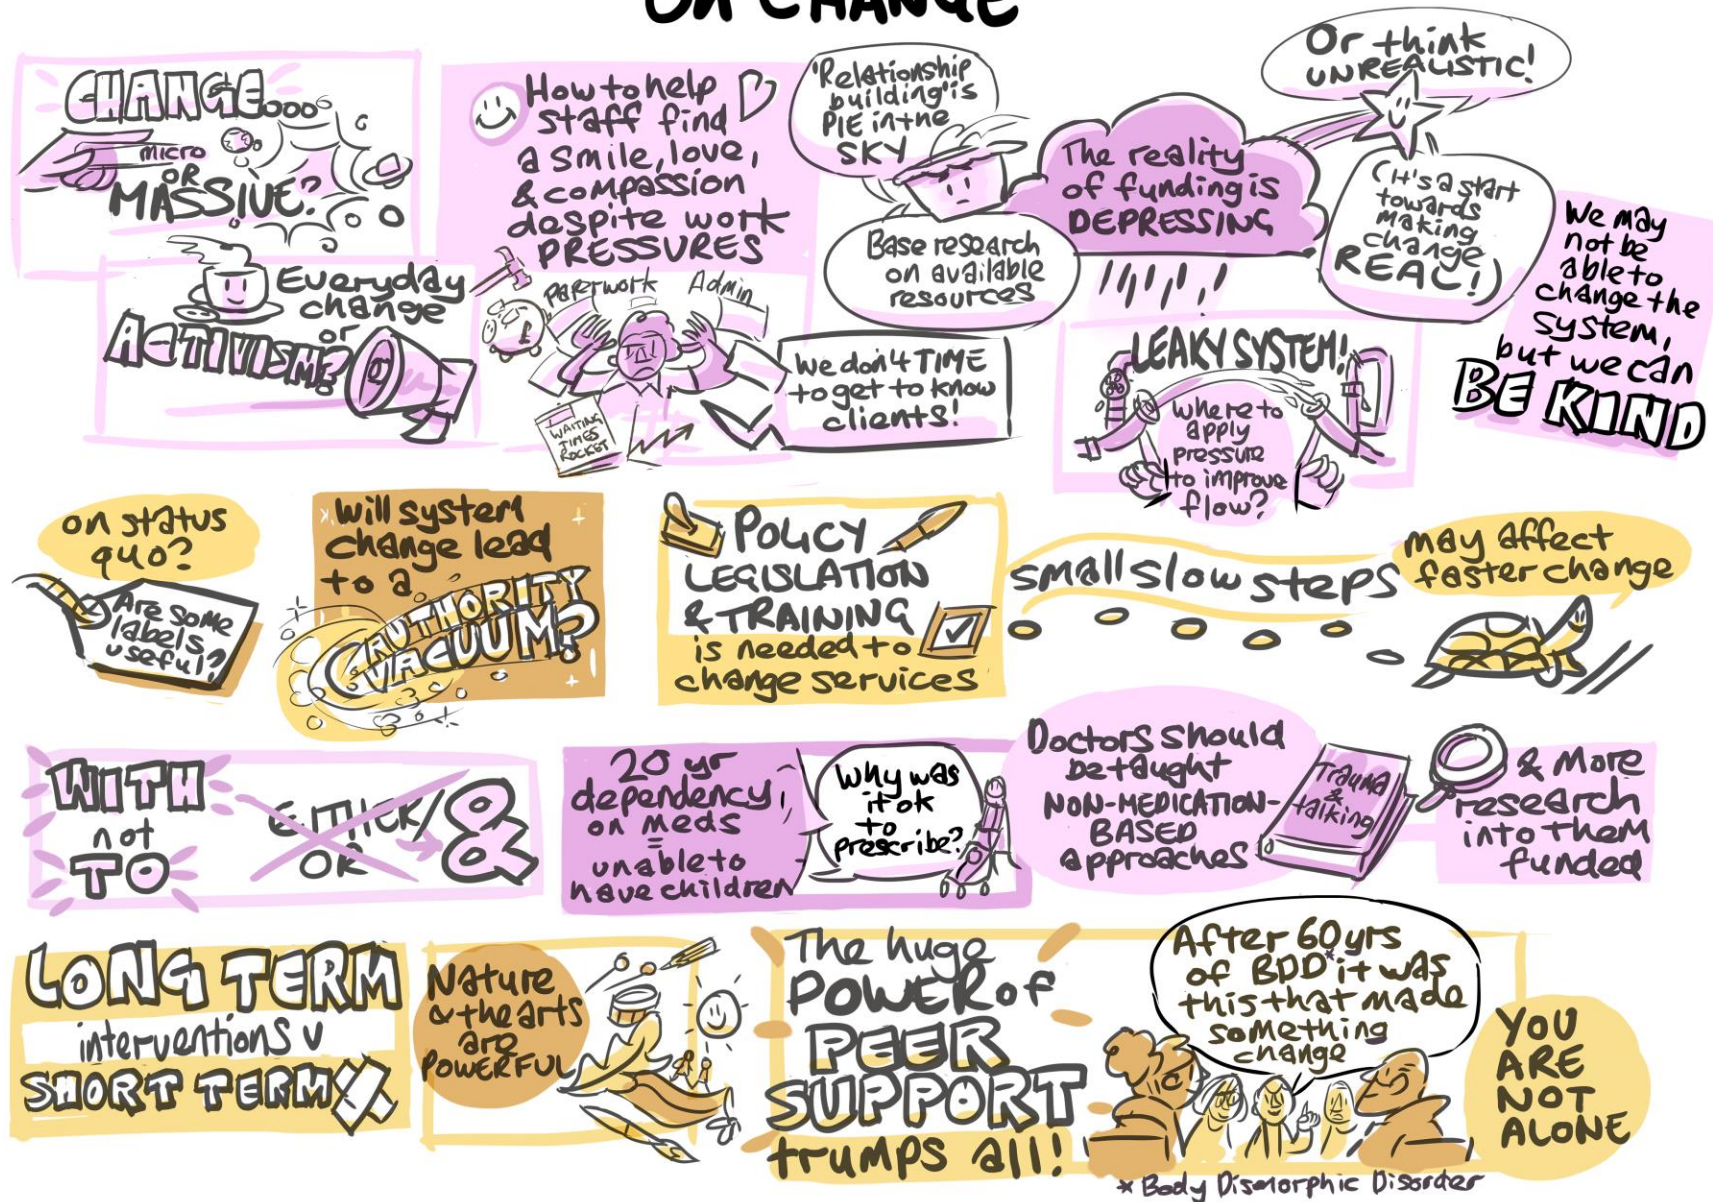 ON CHANGE
CHANGE....
micro
OR
MASSIVE?
Everyday
change
or
ACTIVISM?
How to help
staff find
a smile, love,
& compassion
despite work
PRESSURES
Paperwork
Admin
WAITING
TIMES
ROCKET
'Relationship
building' is
PIE in the
SKY
Base research
on available
resources
We don't TIME
to get to know
clients!
The reality
of funding is
DEPRESSING
Or think
UNREALISTIC!
(It's a start
towards
making
change
REAL!)
LEAKY SYSTEM!
where to
apply
pressure
to improve
flow?
We may
not be
able to
change the
system,
but we can
BE KIND
on status
quo?
Are some
labels
useful?
Will system
change lead
to a
AUTHORITY
VACUUM?
POLICY
LEGISLATION
& TRAINING
is needed to
change services
small slow steps
may affect
faster change
WITH
not
TO
EITHER/
OR
&
20 yr
dependency
on meds
=
unable to
have children
Why was
it ok
to
prescribe?
Doctors should
be taught
NON-MEDICATION-
BASED
approaches
Trauma
&
talking
& more
research
into them
funded
LONG TERM
interventions v
SHORT TERM
Nature
& the arts
are
POWERFUL
The huge
POWER of
PEER
SUPPORT
trumps all!
After 60 yrs
of BDD* it was
this that made
something
change
YOU
ARE
NOT
ALONE
* Body Dismorphic Disorder